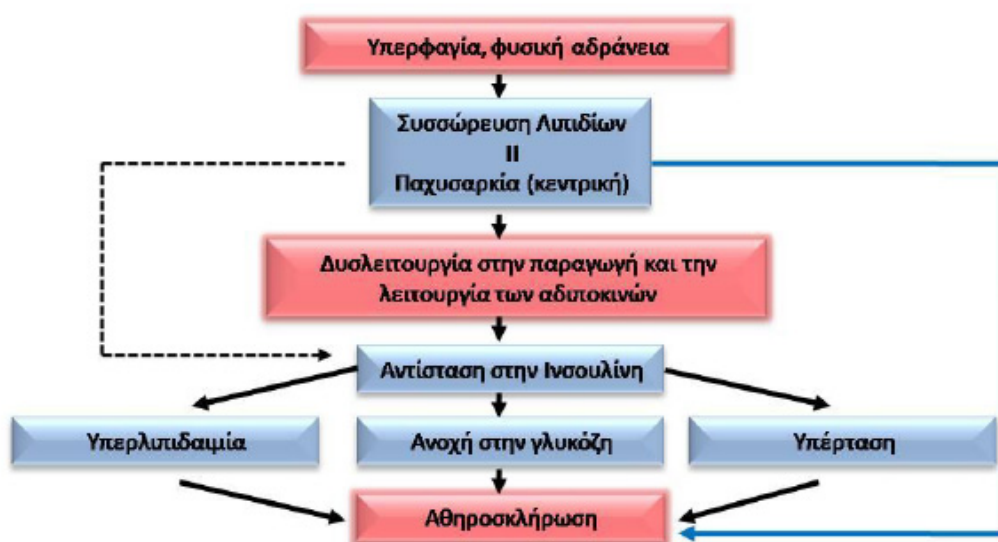 Υπερφαγία, φυσική αδράνεια
Συσσώρευση Λιπιδίων
ΙΙ
Παχυσαρκία (κεντρική)
Δυσλειτουργία στην παραγωγή και την
λειτουργία των αδιποκινών
Αντίσταση στην Ινσουλίνη
Υπερλιπιδαιμία
Ανοχή στην γλυκόζη
Υπέρταση
Αθηροσκλήρωση